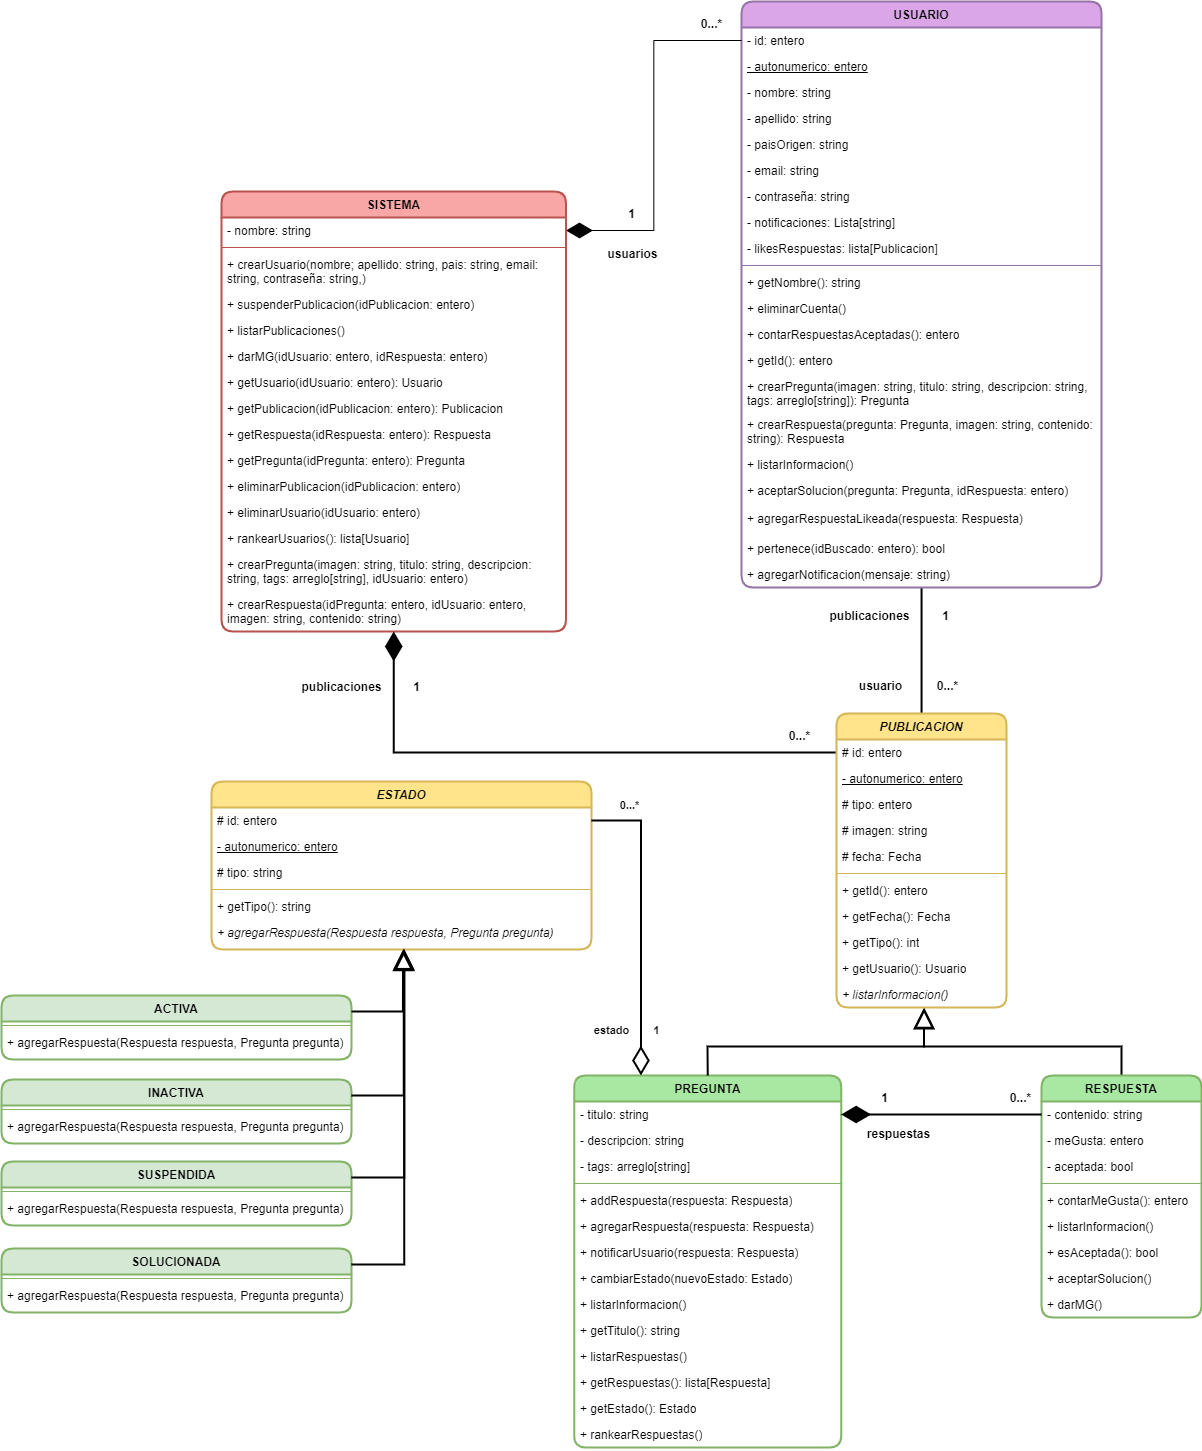 USUARIO
- id: entero
- autonumerico: entero
- nombre: string
- apellido: string
- paisOrigen: string
- email: string
- contraseña: string
- notificaciones: Lista[string]
- likesRespuestas: lista[Publicacion]
+ getNombre(): string
+ eliminarCuenta()
+ contarRespuestasAceptadas(): entero
+ getId(): entero
+ crearPregunta(imagen: string, titulo: string, descripcion: string,
tags: arreglo[string]): Pregunta
+ crearRespuesta(pregunta: Pregunta, imagen: string, contenido:
string): Respuesta
+ listarInformacion()
+ aceptarSolucion(pregunta: Pregunta, idRespuesta: entero)
+ agregarRespuestaLikeada(respuesta: Respuesta)
+ pertenece(idBuscado: entero): bool
+ agregarNotificacion(mensaje: string)
0...*
1
usuarios
SISTEMA
- nombre: string
+ crearUsuario(nombre; apellido: string, pais: string, email:
string, contraseña: string,)
+ suspenderPublicacion(idPublicacion: entero)
+ listarPublicaciones()
+ darMG(idUsuario: entero, idRespuesta: entero)
+ getUsuario(idUsuario: entero): Usuario
+ getPublicacion(idPublicacion: entero): Publicacion
+ getRespuesta(idRespuesta: entero): Respuesta
+ getPregunta(idPregunta: entero): Pregunta
+ eliminarPublicacion(idPublicacion: entero)
+ eliminarUsuario(idUsuario: entero)
+ rankearUsuarios(): lista[Usuario]
+ crearPregunta(imagen: string, titulo: string, descripcion:
string, tags: arreglo[string], idUsuario: entero)
+ crearRespuesta(idPregunta: entero, idUsuario: entero,
imagen: string, contenido: string)
publicaciones 1
usuario 0...*
publicaciones 1
0...*
PUBLICACION
# id: entero
- autonumerico: entero
# tipo: entero
# imagen: string
# fecha: Fecha
+ getId(): entero
+ getFecha(): Fecha
+ getTipo(): int
+ getUsuario(): Usuario
+ listarInformacion()
ESTADO
# id: entero
- autonumerico: entero
# tipo: string
+ getTipo(): string
+ agregarRespuesta(Respuesta respuesta, Pregunta pregunta)
0...*
estado 1
ACTIVA
+ agregarRespuesta(Respuesta respuesta, Pregunta pregunta)
INACTIVA
+ agregarRespuesta(Respuesta respuesta, Pregunta pregunta)
SUSPENDIDA
+ agregarRespuesta(Respuesta respuesta, Pregunta pregunta)
SOLUCIONADA
+ agregarRespuesta(Respuesta respuesta, Pregunta pregunta)
PREGUNTA
- titulo: string
- descripcion: string
- tags: arreglo[string]
+ addRespuesta(respuesta: Respuesta)
+ agregarRespuesta(respuesta: Respuesta)
+ notificarUsuario(respuesta: Respuesta)
+ cambiarEstado(nuevoEstado: Estado)
+ listarInformacion()
+ getTitulo(): string
+ listarRespuestas()
+ getRespuestas(): lista[Respuesta]
+ getEstado(): Estado
+ rankearRespuestas()
1 0...*
respuestas
RESPUESTA
- contenido: string
- meGusta: entero
- aceptada: bool
+ contarMeGusta(): entero
+ listarInformacion()
+ esAceptada(): bool
+ aceptarSolucion()
+ darMG()